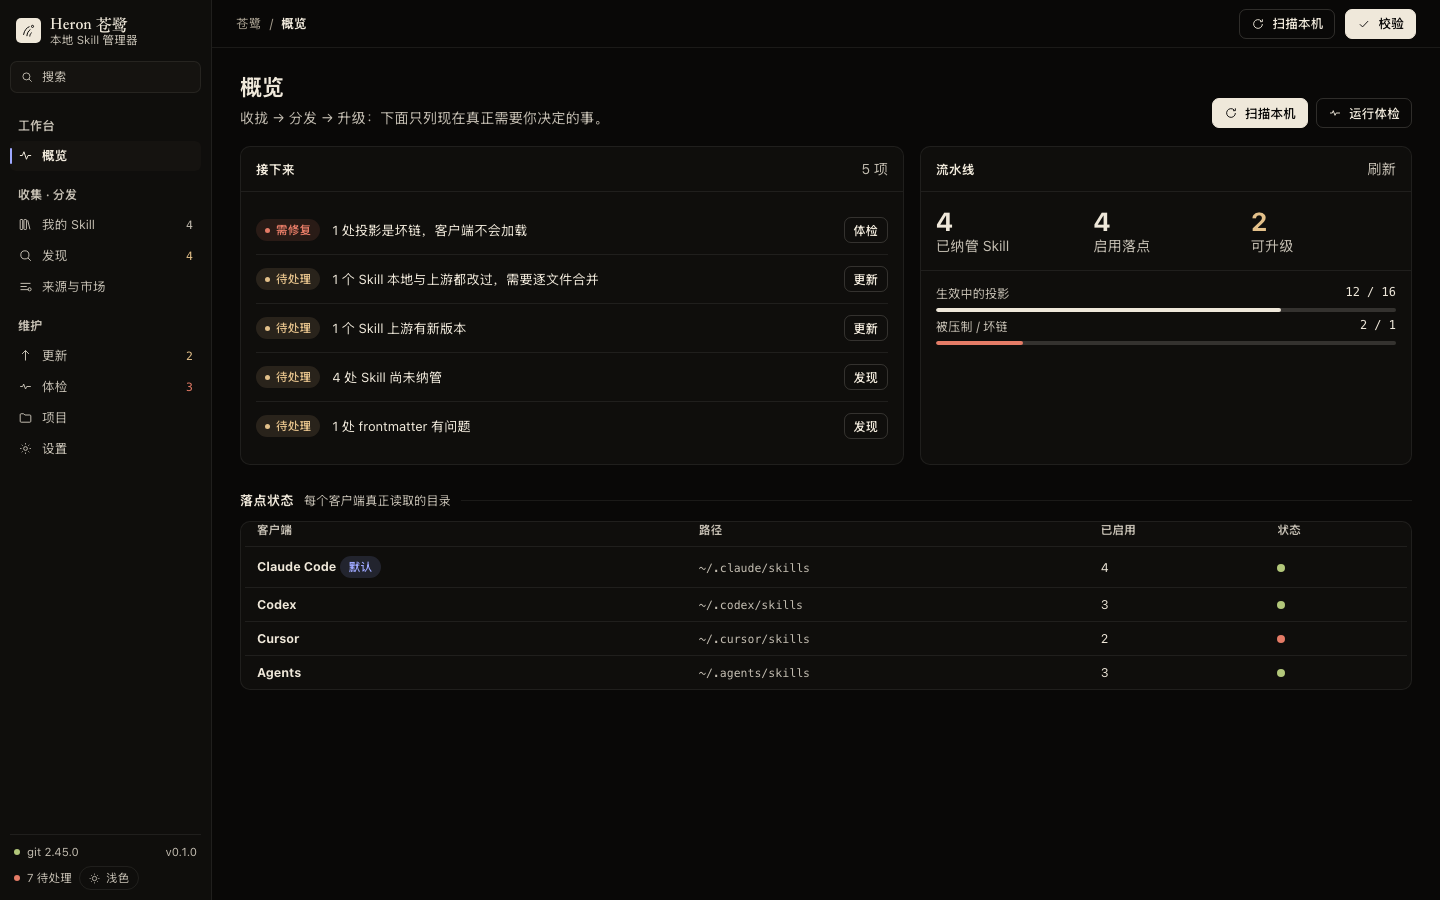 Heron 苍鹭
本地 Skill 管理器
搜索
工作台
概览
收集 · 分发
我的 Skill 4
发现 4
来源与市场
维护
更新 2
体检 3
项目
设置
git 2.45.0 v0.1.0
7 待处理 浅色
苍鹭 / 概览
扫描本机 校验
概览
收拢 → 分发 → 升级：下面只列现在真正需要你决定的事。
扫描本机 运行体检
接下来 5 项
需修复 1 处投影是坏链，客户端不会加载 体检
待处理 1 个 Skill 本地与上游都改过，需要逐文件合并 更新
待处理 1 个 Skill 上游有新版本 更新
待处理 4 处 Skill 尚未纳管 发现
待处理 1 处 frontmatter 有问题 发现
流水线 刷新
4 4 2
已纳管 Skill 启用落点 可升级
生效中的投影 12 / 16
被压制 / 坏链 2 / 1
落点状态 每个客户端真正读取的目录
客户端 路径 已启用 状态
Claude Code 默认 ~/.claude/skills 4
Codex ~/.codex/skills 3
Cursor ~/.cursor/skills 2
Agents ~/.agents/skills 3